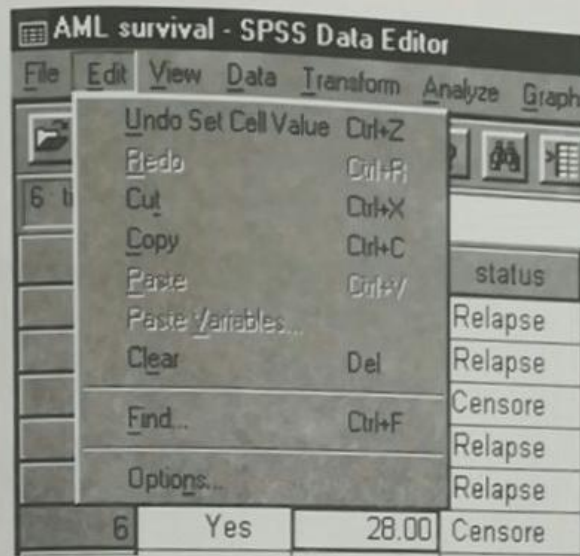 AML survival - SPSS Data Editor
File Edit View Data Transform Analyze Graph
Undo Set Cell Value Ctrl+Z
Redo Ctrl+R
6
Cut Ctrl+X
Copy Ctrl+C
status
Paste Ctrl+V
Relapse
Paste Variables...
Relapse
Clear Del
Censore
Find... Ctrl+F
Relapse
Options...
Relapse
6 Yes 28.00 Censore